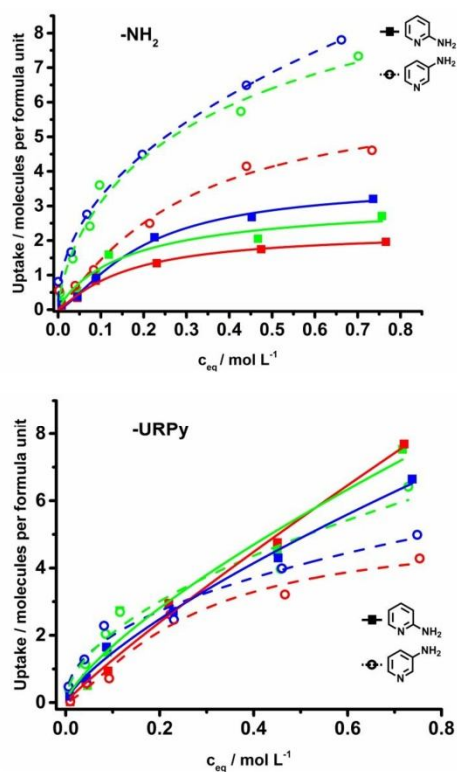 Uptake / molecules per formula unit
-NH₂
8
7
6
5
4
3
2
1
0
0.0 0.1 0.2 0.3 0.4 0.5 0.6 0.7 0.8
c_eq / mol L⁻¹
N NH₂
NH₂
N
Uptake / molecules per formula unit
-URPy
8
6
4
2
0
0.0 0.2 0.4 0.6 0.8
c_eq / mol L⁻¹
N NH₂
NH₂
N